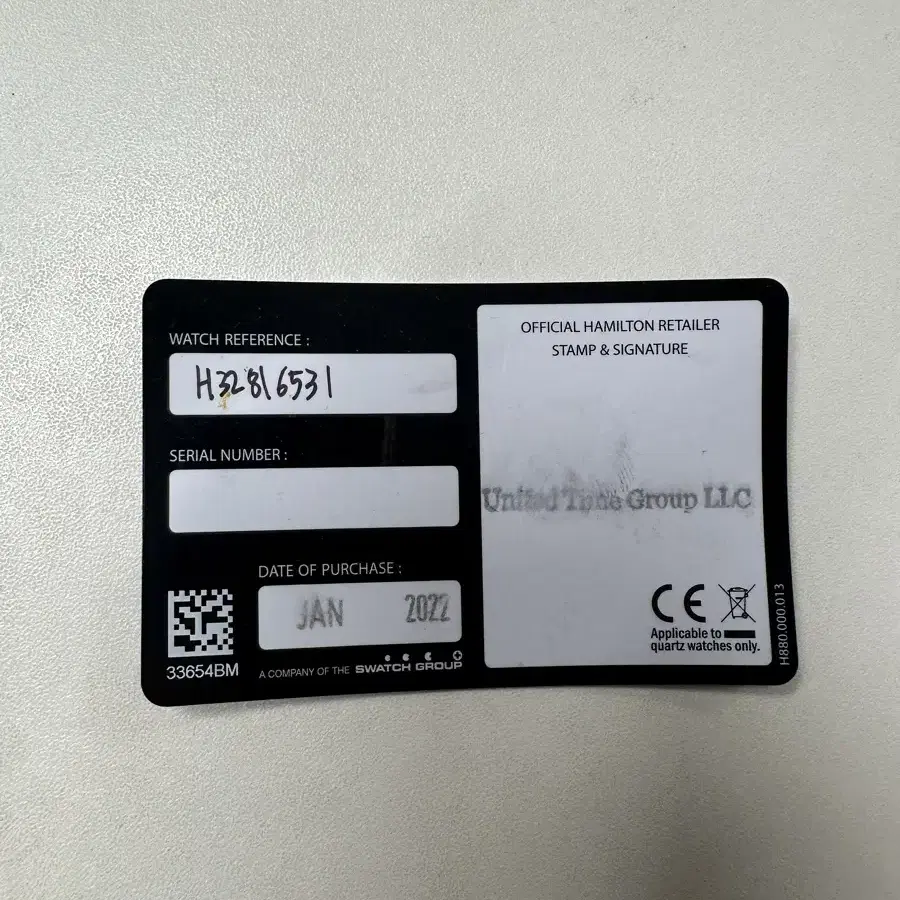 WATCH REFERENCE :
H32816531
SERIAL NUMBER :
DATE OF PURCHASE :
JAN 2022
33654BM
A COMPANY OF THE SWATCH GROUP
OFFICIAL HAMILTON RETAILER
STAMP & SIGNATURE
United Time Group LLC
CE
Applicable to
quartz watches only.
H880.000.013